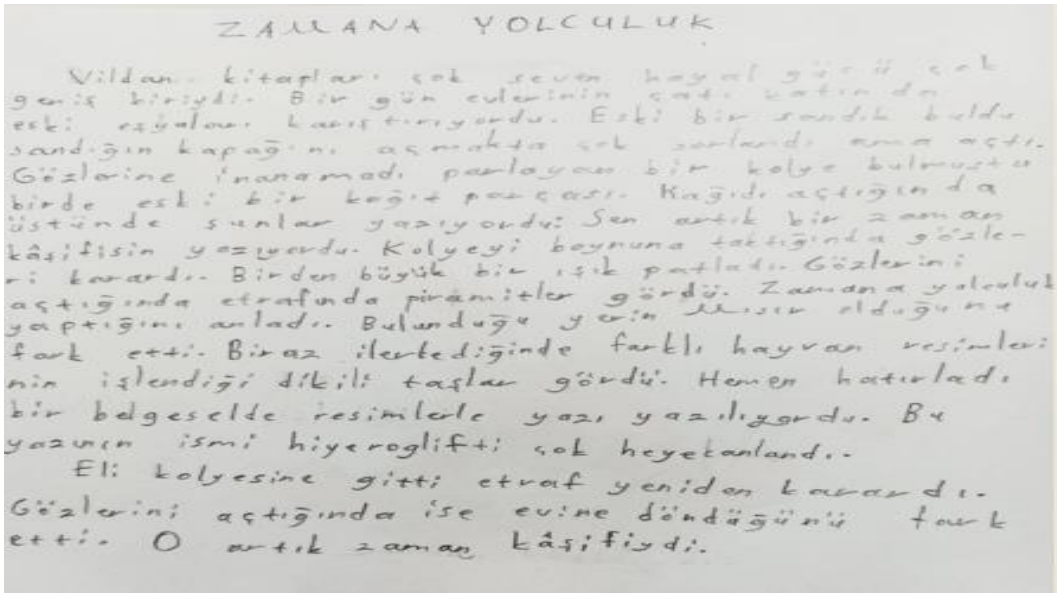 ZAMANA YOLCULUK
Vildan kitapları çok seven hayal gücü çok
geniş biriydi. Bir gün evlerinin çatı katında
eski eşyaları karıştırıyordu. Eski bir sandık buldu
sandığın kapağını açmakta çok zorlandı ama açtı.
Gözlerine inanamadı parlayan bir kolye bulmuştu
birde eski bir kağıt parçası. Kağıdı açtığın da
üstünde şunlar yazıyordu: Sen artık bir zaman
kâşifisin yazıyordu. Kolyeyi boynuna taktığında gözle-
ri karardı. Birden büyük bir ışık patladı. Gözlerini
açtığında etrafında piramitler gördü. Zamana yolculuk
yaptığını anladı. Bulunduğu yerin Mısır olduğunu
fark etti. Biraz ilerlediğinde farklı hayvan resimleri
nin işlendiği dikili taşlar gördü. Hemen hatırladı
bir belgeselde resimlerle yazı yazılıyordu. Bu
yazının ismi hiyeroglifti çok heyekanlandı.
Eli kolyesine gitti etraf yeniden karardı.
Gözlerini açtığında ise evine döndüğünü fark
etti. O artık zaman kâşifiydi.